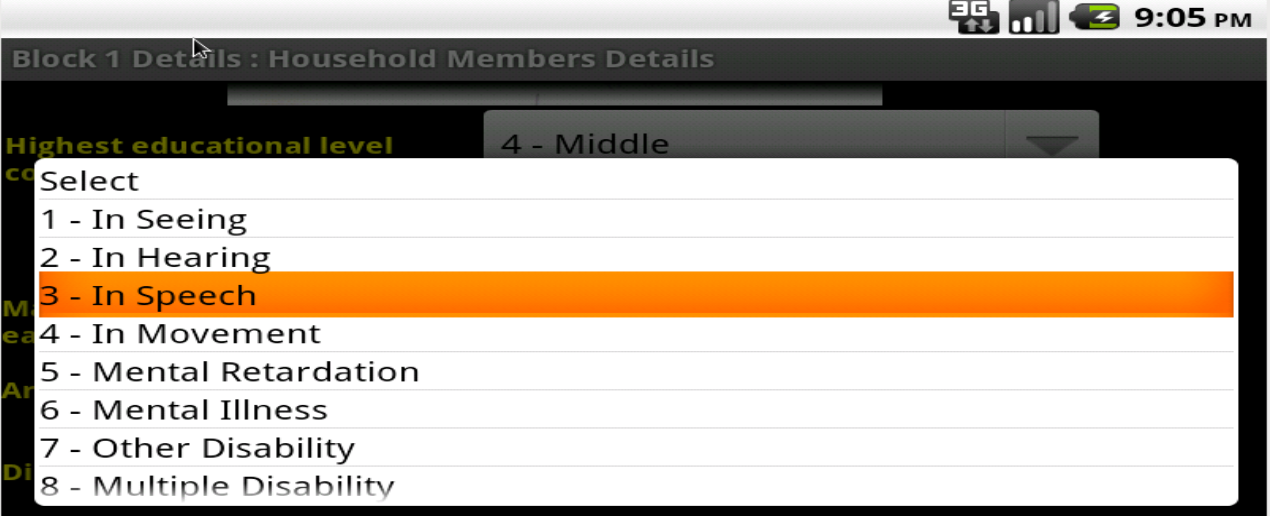 3G 9:05 PM
Block 1 Details : Household Members Details
Highest educational level
4 - Middle
Select
1 - In Seeing
2 - In Hearing
3 - In Speech
4 - In Movement
5 - Mental Retardation
6 - Mental Illness
7 - Other Disability
8 - Multiple Disability